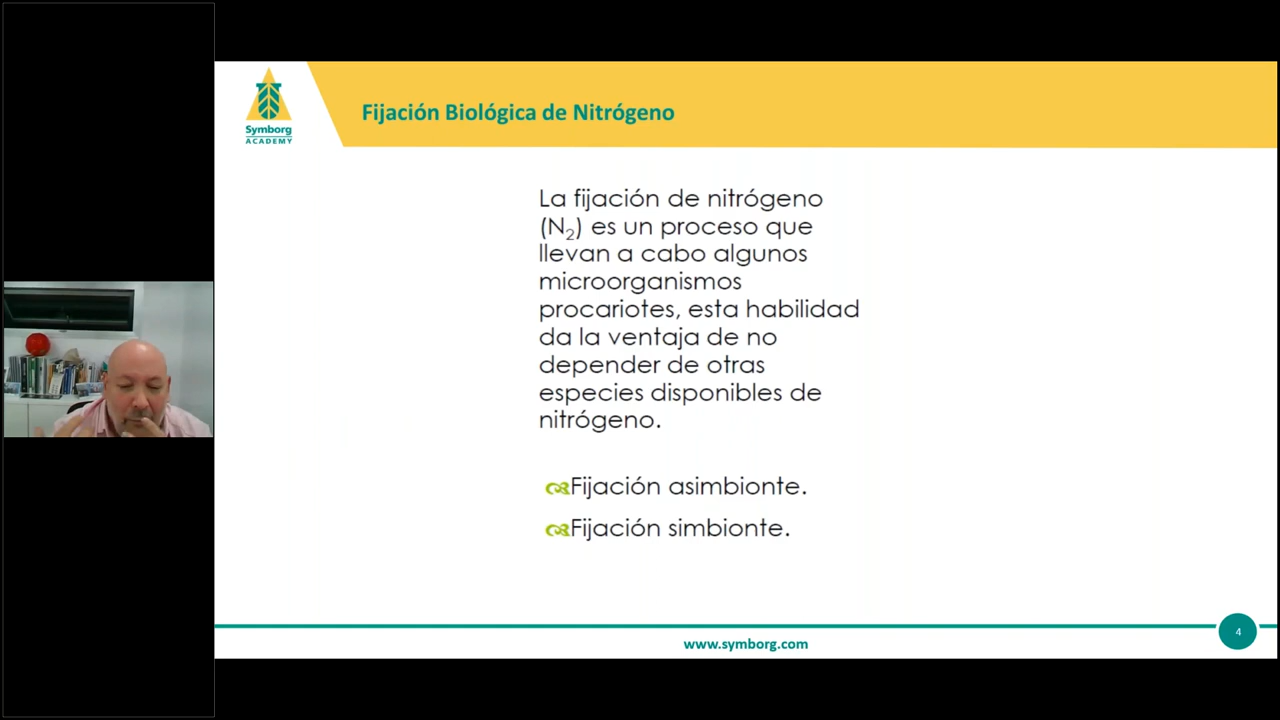 Symborg
ACADEMY
Fijación Biológica de Nitrógeno
La fijación de nitrógeno
(N₂) es un proceso que
llevan a cabo algunos
microorganismos
procariotes, esta habilidad
da la ventaja de no
depender de otras
especies disponibles de
nitrógeno.
Fijación asimbionte.
Fijación simbionte.
www.symborg.com
4